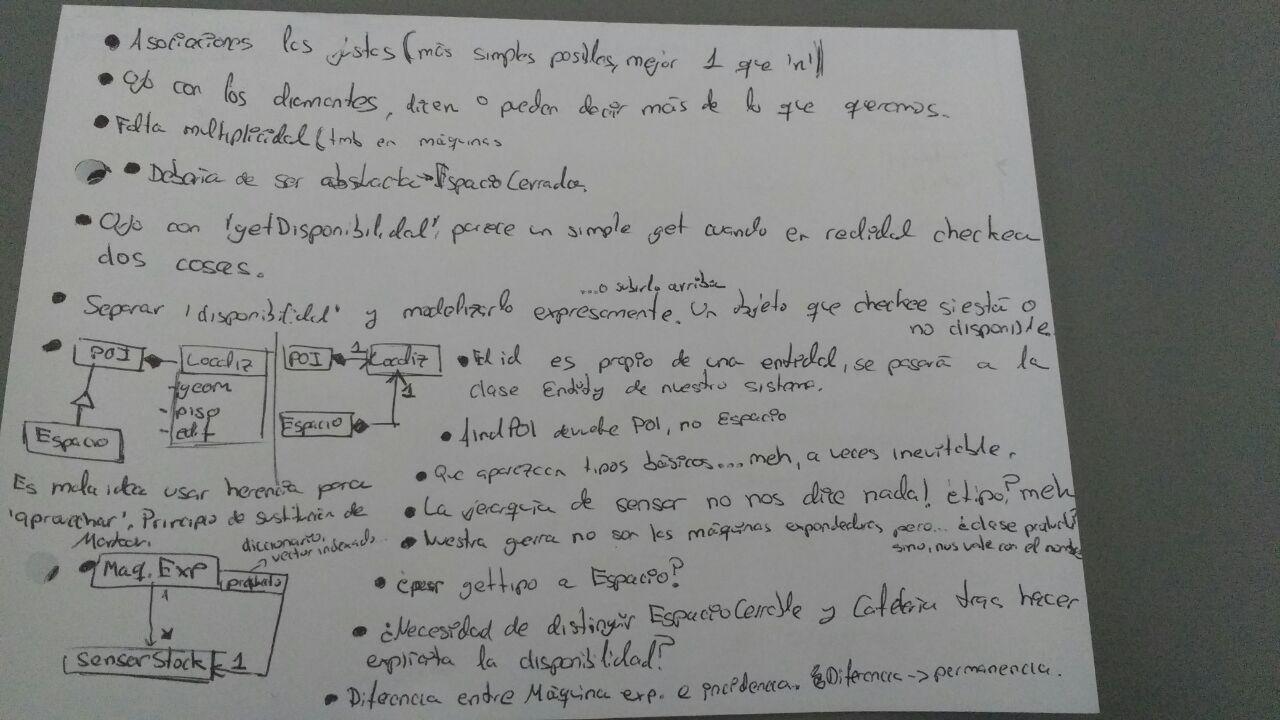 • Asociaciones las justas (más simples posibles, mejor 1 que 'n')
• Ojo con los diamantes, dicen o pueden decir más de lo que queremos.
• Falta multiplicidad (tmb en máquinas
• Debería de ser abstracta → EspacioCerrado.
• Ojo con 'getDisponibilidad', parece un simple get cuando en realidad checkea
dos cosas.
...o subirlo arriba
• Separar 'disponibilidad' y modelizarlo expresamente. Un objeto que checkee si está o
no disponible.
POI Localiz
-geom
-pisp
-edif
Espacio
POI 1 Localiz
1
Espacio
• El id es propio de una entidad, se pasará a la
clase Entidy de nuestro sistema.
• findPOI devuelve POI, no Espacio
• Que aparezcan tipos básicos... meh, a veces inevitable.
• La jerarquía de sensor no nos dice nada! ¿tipo? meh
• Nuestra guerra no son las máquinas expendedoras, pero... ¿clase product?
sino, nos vale con el nombre
Es mala idea usar herencia para
'aprovechar'. Principio de sustitución de
diccionario,
vector indexado...
Maq. Exp producto
1
*
SensorStock 1
• getTipo a Espacio?
• ¿Necesidad de distinguir EspacioCerrable y Cafetería tras hacer
explícita la disponibilidad?
• Diferencia entre Máquina exp. e incidencia. Diferencia -> permanencia.